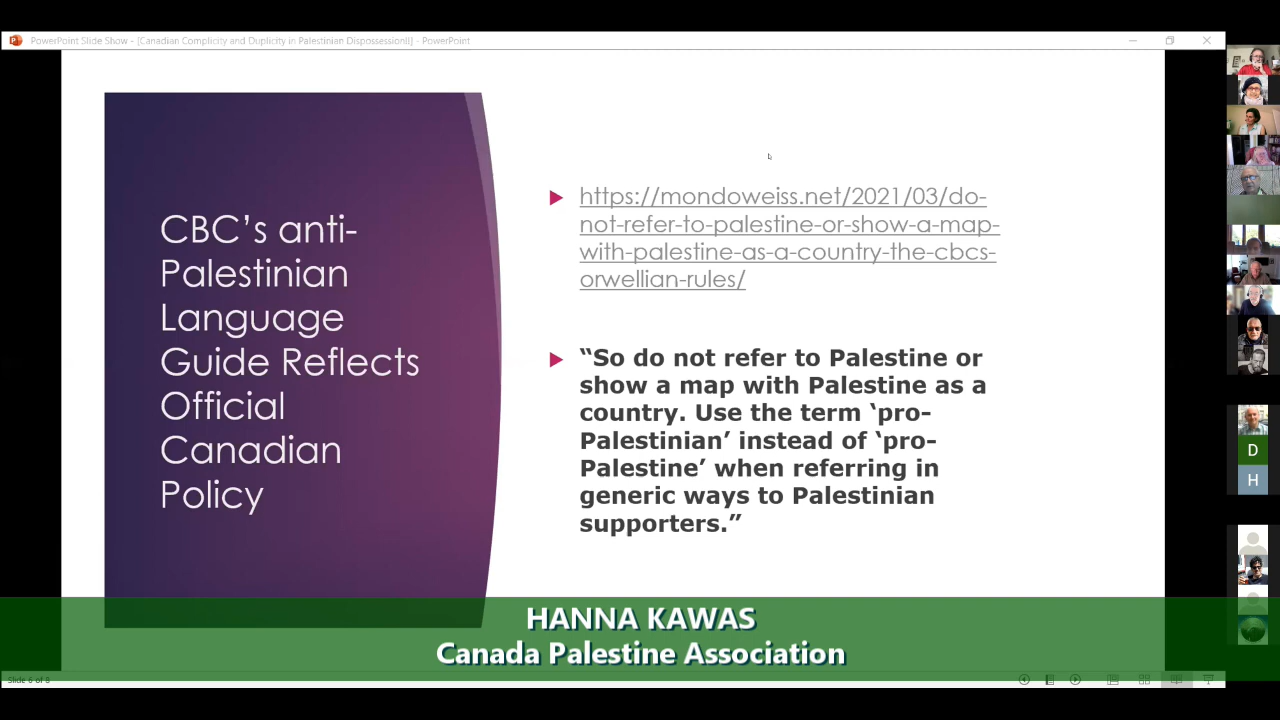 PowerPoint Slide Show - [Canadian Complicity and Duplicity in Palestinian Dispossession!!] - PowerPoint
CBC’s anti-
Palestinian
Language
Guide Reflects
Official
Canadian
Policy
https://mondoweiss.net/2021/03/do-
not-refer-to-palestine-or-show-a-map-
with-palestine-as-a-country-the-cbcs-
orwellian-rules/
“So do not refer to Palestine or
show a map with Palestine as a
country. Use the term ‘pro-
Palestinian’ instead of ‘pro-
Palestine’ when referring in
generic ways to Palestinian
supporters.”
D
H
HANNA KAWAS
Canada Palestine Association
Slide 6 of 8